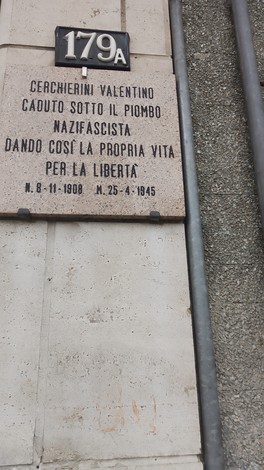 179A
CERCHIERINI VALENTINO
CADUTO SOTTO IL PIOMBO
NAZIFASCISTA
DANDO COSÌ LA PROPRIA VITA
PER LA LIBERTA'
N. 8-11-1908 M. 25-4-1945